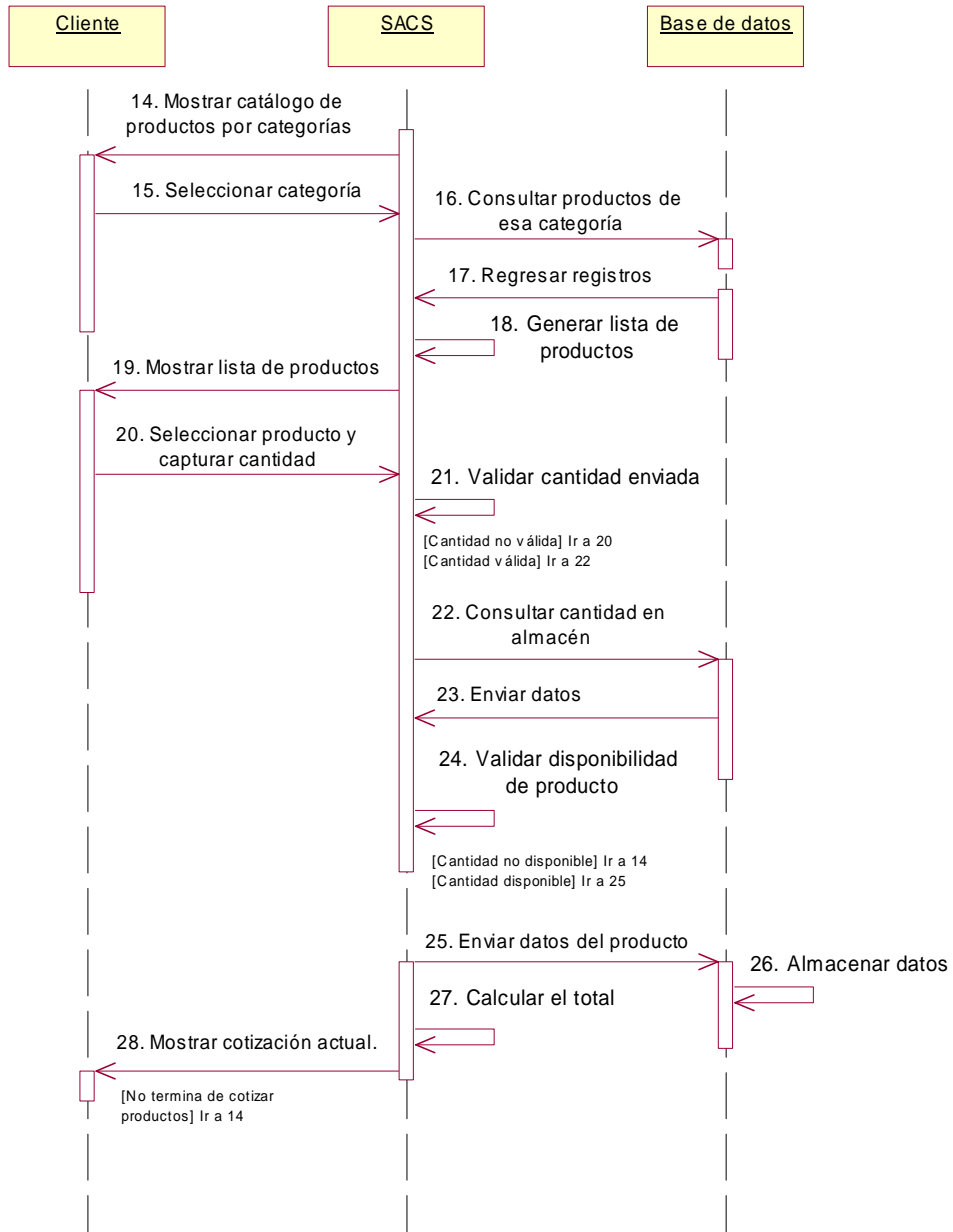 Cliente
SACS
Base de datos
14. Mostrar catálogo de
productos por categorías
15. Seleccionar categoría
16. Consultar productos de
esa categoría
17. Regresar registros
18. Generar lista de
productos
19. Mostrar lista de productos
20. Seleccionar producto y
capturar cantidad
21. Validar cantidad enviada
[Cantidad no válida] Ir a 20
[Cantidad válida] Ir a 22
22. Consultar cantidad en
almacén
23. Enviar datos
24. Validar disponibilidad
de producto
[Cantidad no disponible] Ir a 14
[Cantidad disponible] Ir a 25
25. Enviar datos del producto
26. Almacenar datos
27. Calcular el total
28. Mostrar cotización actual.
[No termina de cotizar
productos] Ir a 14